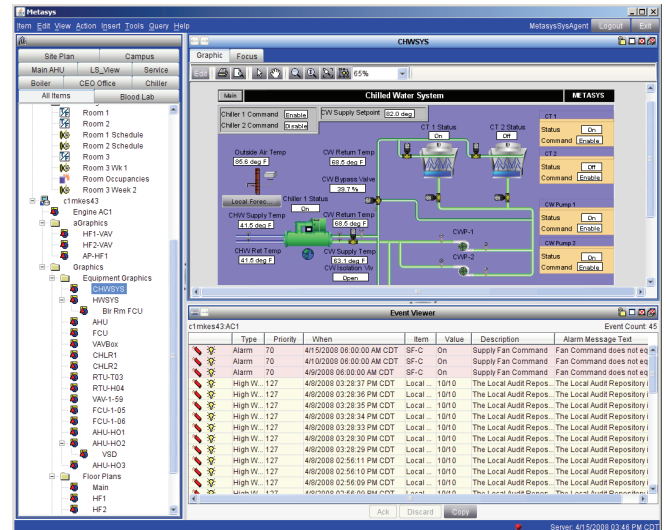 Metasys
Item Edit View Action Insert Tools Query Help
MetasysSysAgent Logout Exit
Site Plan Campus
Main AHU LS_View Service
Boiler CEO Office Chiller
All Items Blood Lab
Room 1
Room 2
Room 1 Schedule
Room 2 Schedule
Room 3
Room 3 Wk 1
Room Occupancies
Room 3 Week 2
c1mkes43
Engine AC1
aGraphics
HF1-VAV
HF2-VAV
AP-HF1
Graphics
Equipment Graphics
CHWSYS
HWSYS
Blr Rm FCU
AHU
FCU
VAVBox
CHLR1
CHLR2
RTU-T03
RTU-H04
VAV-1-59
FCU-1-05
FCU-1-06
AHU-HO1
AHU-HO2
VSD
AHU-HO3
Floor Plans
Main
HF1
HF2
CHWSYS
Graphic Focus
Edit 65%
Main Chilled Water System METASYS
Chiller 1 Command Enable
Chiller 2 Command Disable
CW Supply Setpoint 82.0 deg
CT 1 Status
On
CT 2 Status
Off
Outside Air Temp
85.6 deg F
CW Return Temp
68.5 deg F
CW Bypass Valve
39.7 %
Local Forec...
Chiller 1 Status
On
CHW Supply Temp
41.5 deg F
CW Return Temp
68.5 deg F
CHW Ret Temp
41.5 deg F
CW Supply Temp
63.1 deg F
CW Isolation Vlv
Open
CWP-1
CWP-2
CT 1
Status On
Command Enable
CT 2
Status Off
Command Enable
CW Pump 1
Status On
Command Enable
CW Pump 2
Status On
Command Enable
Event Viewer
c1mkes43:AC1 Event Count: 45
Type Priority When Item Value Description Alarm Message Text
Alarm 70 4/15/2008 06:00:00 AM CDT SF-C On Supply Fan Command Fan Command does not eq...
Alarm 70 4/10/2008 06:00:00 AM CDT SF-C On Supply Fan Command Fan Command does not eq...
Alarm 70 4/9/2008 06:00:00 AM CDT SF-C On Supply Fan Command Fan Command does not eq...
High W... 127 4/8/2008 03:28:37 PM CDT Local ... 10/10 The Local Audit Repos... The Local Audit Repository i
High W... 127 4/8/2008 03:28:36 PM CDT Local ... 10/10 The Local Audit Repos... The Local Audit Repository i
High W... 127 4/8/2008 03:28:35 PM CDT Local ... 10/10 The Local Audit Repos... The Local Audit Repository i
High W... 127 4/8/2008 03:28:34 PM CDT Local ... 10/10 The Local Audit Repos... The Local Audit Repository i
High W... 127 4/8/2008 03:28:33 PM CDT Local ... 10/10 The Local Audit Repos... The Local Audit Repository i
High W... 127 4/8/2008 03:28:30 PM CDT Local ... 10/10 The Local Audit Repos... The Local Audit Repository i
High W... 127 4/8/2008 03:28:29 PM CDT Local ... 10/10 The Local Audit Repos... The Local Audit Repository i
High W... 127 4/8/2008 02:56:11 PM CDT Local ... 10/10 The Local Audit Repos... The Local Audit Repository i
High W... 127 4/8/2008 02:56:10 PM CDT Local ... 10/10 The Local Audit Repos... The Local Audit Repository i
High W... 127 4/8/2008 02:56:09 PM CDT Local ... 10/10 The Local Audit Repos... The Local Audit Repository i
Ack Discard Copy
Server: 4/15/2008 03:46 PM CDT